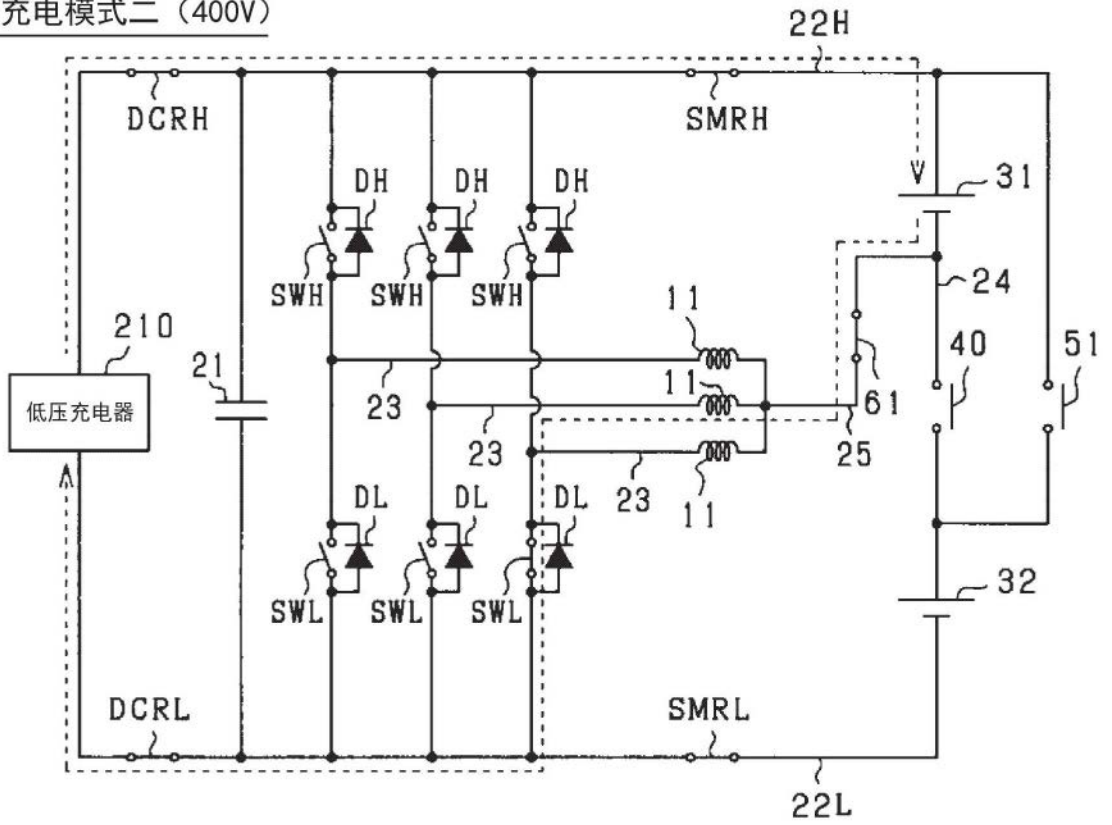 充电模式二（400V）
22H
DCRH
SMRH
31
DH
DH
DH
SWH
SWH
SWH
24
11
210
21
40
51
低压充电器
23
11
61
23
25
23
11
DL
DL
DL
32
SWL
SWL
SWL
DCRL
SMRL
22L